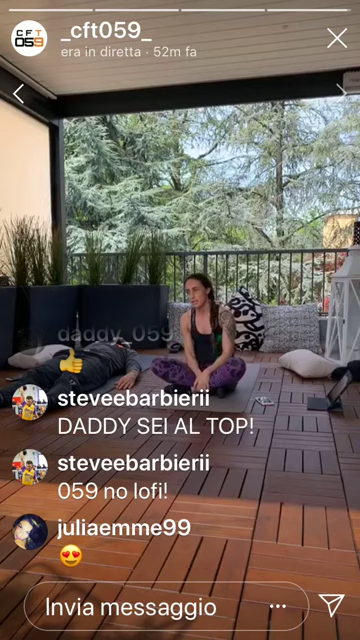 CFT
059
_cft059_
era in diretta · 52m fa
daddy_059
👍
steveebarbierii
DADDY SEI AL TOP!
steveebarbierii
059 no lofi!
juliaemme99
😍
Invia messaggio